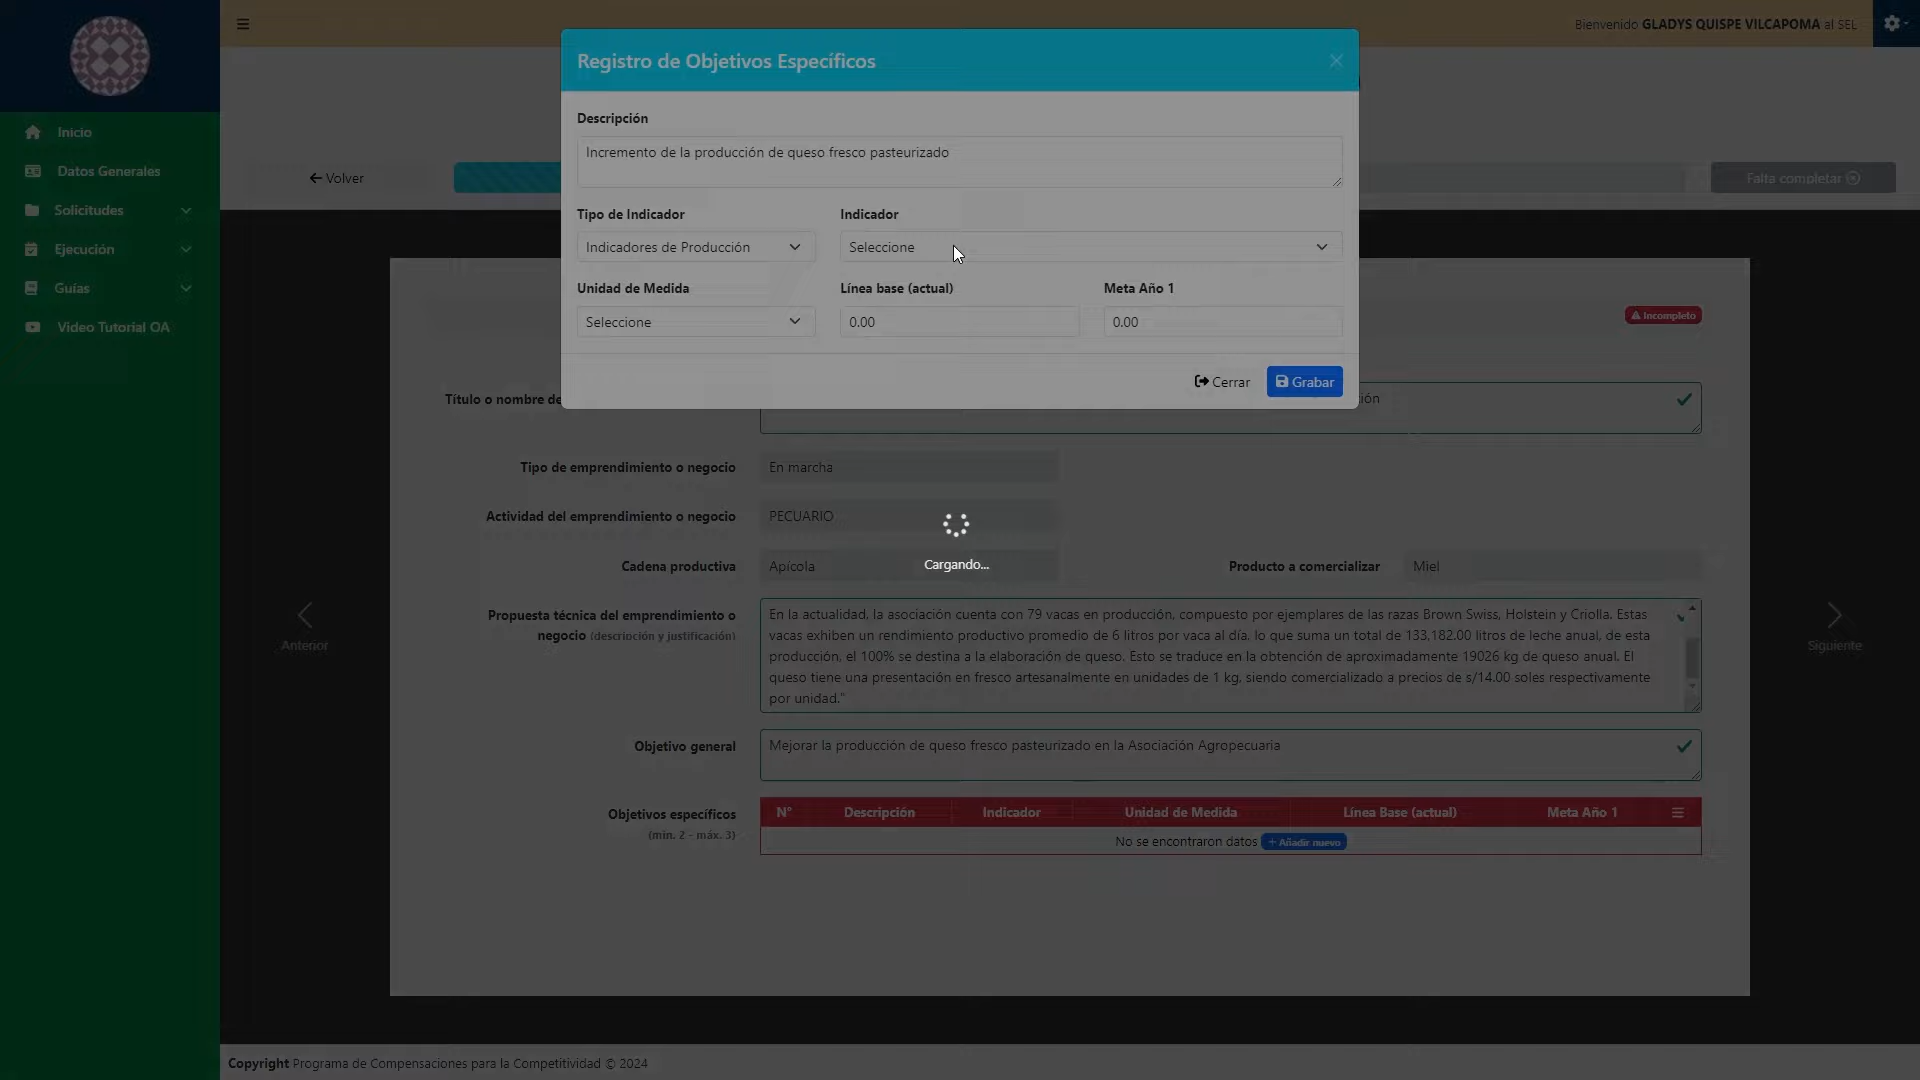 Bienvenido GLADYS QUISPE VILCAPOMA al SEL
Inicio
Datos Generales
Solicitudes
Ejecución
Guías
Video Tutorial OA
Volver
Falta completar
Registro de Objetivos Específicos
Descripción
Incremento de la producción de queso fresco pasteurizado
Tipo de Indicador
Indicador
Indicadores de Producción
Seleccione
Unidad de Medida
Línea base (actual)
Meta Año 1
Seleccione
0.00
0.00
Cerrar
Grabar
Incompleto
Título o nombre de
ión
Tipo de emprendimiento o negocio
En marcha
Actividad del emprendimiento o negocio
PECUARIO
Cargando...
Cadena productiva
Apícola
Producto a comercializar
Miel
Propuesta técnica del emprendimiento o
negocio (descrioción y justificación)
En la actualidad, la asociación cuenta con 79 vacas en producción, compuesto por ejemplares de las razas Brown Swiss, Holstein y Criolla. Estas
vacas exhiben un rendimiento productivo promedio de 6 litros por vaca al día, lo que suma un total de 133,182.00 litros de leche anual, de esta
producción, el 100% se destina a la elaboración de queso. Esto se traduce en la obtención de aproximadamente 19026 kg de queso anual. El
queso tiene una presentación en fresco artesanalmente en unidades de 1 kg, siendo comercializado a precios de s/14.00 soles respectivamente
por unidad."
Anterior
Siguiente
Objetivo general
Mejorar la producción de queso fresco pasteurizado en la Asociación Agropecuaria
Objetivos específicos
(mín. 2 - máx. 3)
N° Descripción Indicador Unidad de Medida Línea Base (actual) Meta Año 1
No se encontraron datos + Añadir nuevo
Copyright Programa de Compensaciones para la Competitividad © 2024